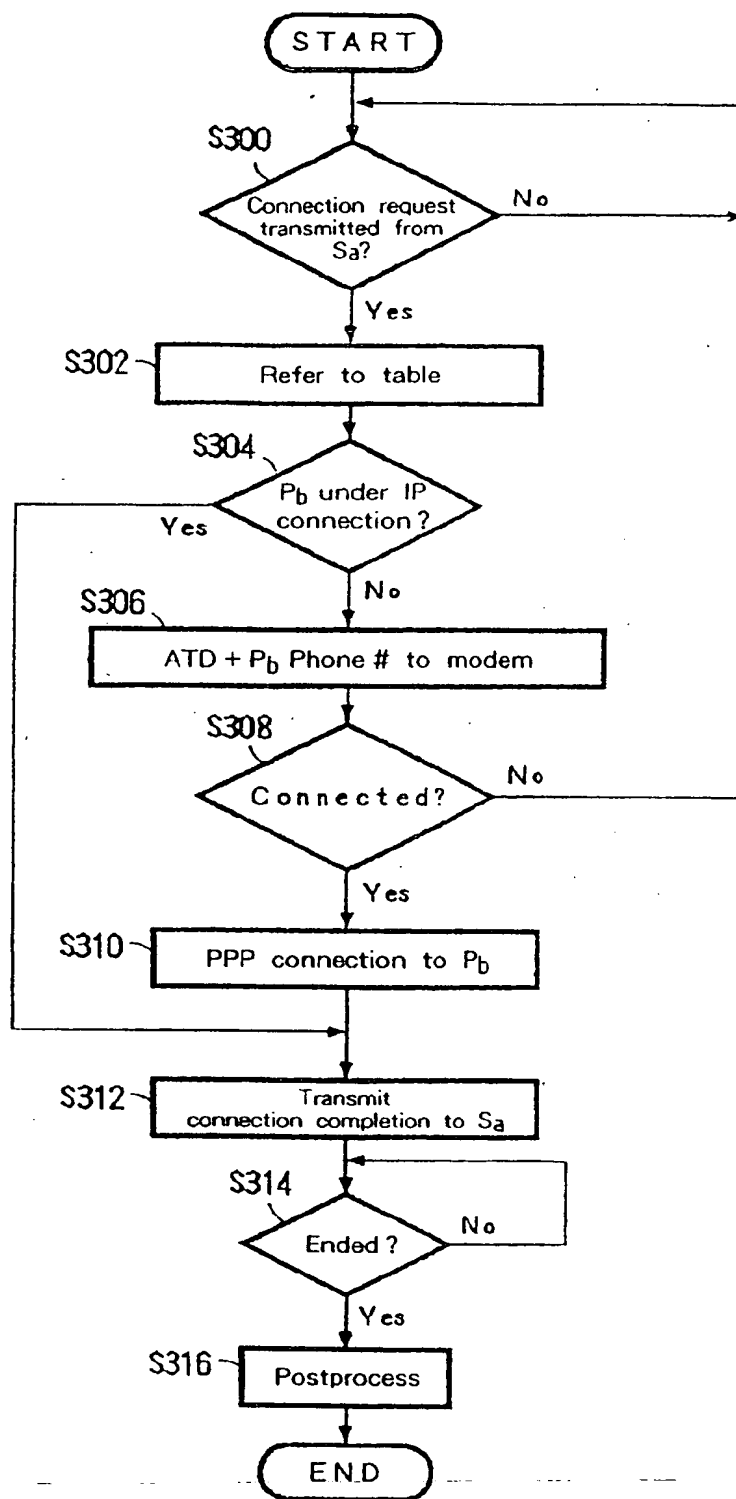 START
S300
No
Connection request
transmitted from
Sa?
Yes
S302
Refer to table
S304
Pb under IP
connection?
Yes
No
S306
ATD + Pb Phone # to modem
S308
No
Connected?
Yes
S310
PPP connection to Pb
S312
Transmit
connection completion to Sa
S314
No
Ended?
Yes
S316
Postprocess
END